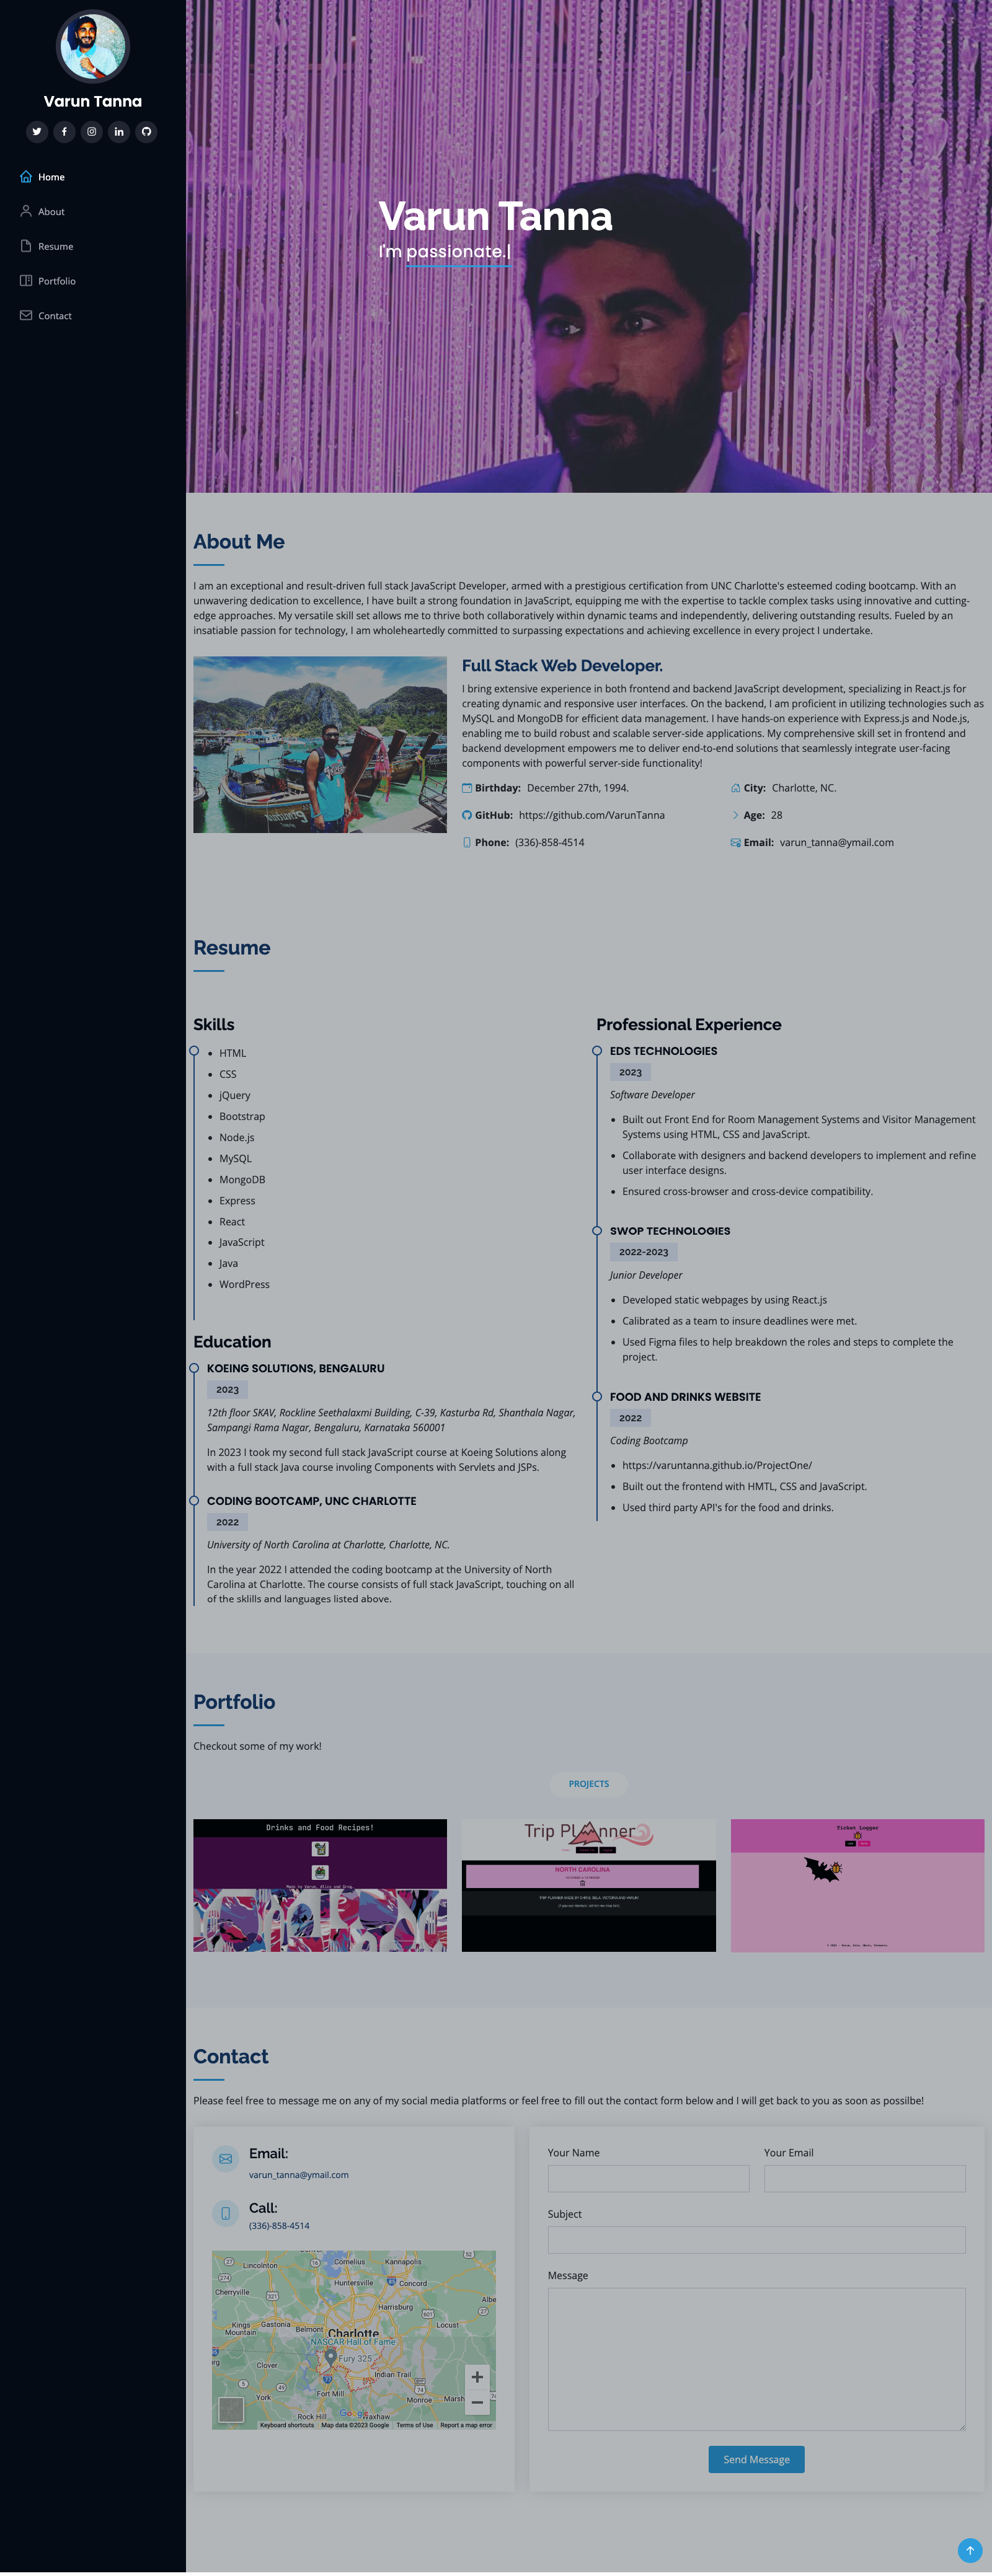 Varun Tanna
Home
About
Resume
Portfolio
Contact
Varun Tanna
I'm passionate.|
About Me
I am an exceptional and result-driven full stack JavaScript Developer, armed with a prestigious certification from UNC Charlotte's esteemed coding bootcamp. With an
unwavering dedication to excellence, I have built a strong foundation in JavaScript, equipping me with the expertise to tackle complex tasks using innovative and cutting-
edge approaches. My versatile skill set allows me to thrive both collaboratively within dynamic teams and independently, delivering outstanding results. Fueled by an
insatiable passion for technology, I am wholeheartedly committed to surpassing expectations and achieving excellence in every project I undertake.
Full Stack Web Developer.
I bring extensive experience in both frontend and backend JavaScript development, specializing in React.js for
creating dynamic and responsive user interfaces. On the backend, I am proficient in utilizing technologies such as
MySQL and MongoDB for efficient data management. I have hands-on experience with Express.js and Node.js,
enabling me to build robust and scalable server-side applications. My comprehensive skill set in frontend and
backend development empowers me to deliver end-to-end solutions that seamlessly integrate user-facing
components with powerful server-side functionality!
Birthday: December 27th, 1994.
City: Charlotte, NC.
GitHub: https://github.com/VarunTanna
Age: 28
Phone: (336)-858-4514
Email: varun_tanna@ymail.com
Resume
Skills
HTML
CSS
jQuery
Bootstrap
Node.js
MySQL
MongoDB
Express
React
JavaScript
Java
WordPress
Education
KOEING SOLUTIONS, BENGALURU
2023
12th floor SKAV, Rockline Seethalaxmi Building, C-39, Kasturba Rd, Shanthala Nagar,
Sampangi Rama Nagar, Bengaluru, Karnataka 560001
In 2023 I took my second full stack JavaScript course at Koeing Solutions along
with a full stack Java course involing Components with Servlets and JSPs.
CODING BOOTCAMP, UNC CHARLOTTE
2022
University of North Carolina at Charlotte, Charlotte, NC.
In the year 2022 I attended the coding bootcamp at the University of North
Carolina at Charlotte. The course consists of full stack JavaScript, touching on all
of the sklills and languages listed above.
Professional Experience
EDS TECHNOLOGIES
2023
Software Developer
Built out Front End for Room Management Systems and Visitor Management
Systems using HTML, CSS and JavaScript.
Collaborate with designers and backend developers to implement and refine
user interface designs.
Ensured cross-browser and cross-device compatibility.
SWOP TECHNOLOGIES
2022-2023
Junior Developer
Developed static webpages by using React.js
Calibrated as a team to insure deadlines were met.
Used Figma files to help breakdown the roles and steps to complete the
project.
FOOD AND DRINKS WEBSITE
2022
Coding Bootcamp
https://varuntanna.github.io/ProjectOne/
Built out the frontend with HMTL, CSS and JavaScript.
Used third party API's for the food and drinks.
Portfolio
Checkout some of my work!
PROJECTS
Drinks and Food Recipes!
Trip Planner
NORTH CAROLINA
Ticket Logger
Contact
Please feel free to message me on any of my social media platforms or feel free to fill out the contact form below and I will get back to you as soon as possilbe!
Email:
varun_tanna@ymail.com
Call:
(336)-858-4514
Lincolnton
Cornelius
Kannapolis
Huntersville
Concord
Cherryville
Harrisburg
Albe
Kings
Mountain
Gastonia
Belmont
Charlotte
Locust
NASCAR Hall of Fame
Fury 325
Clover
Indian Trail
York
Fort Mill
Monroe
Marsh
Rock Hill
Waxhaw
Google
Keyboard shortcuts
Map data ©2023 Google
Terms of Use
Report a map error
Your Name
Your Email
Subject
Message
Send Message